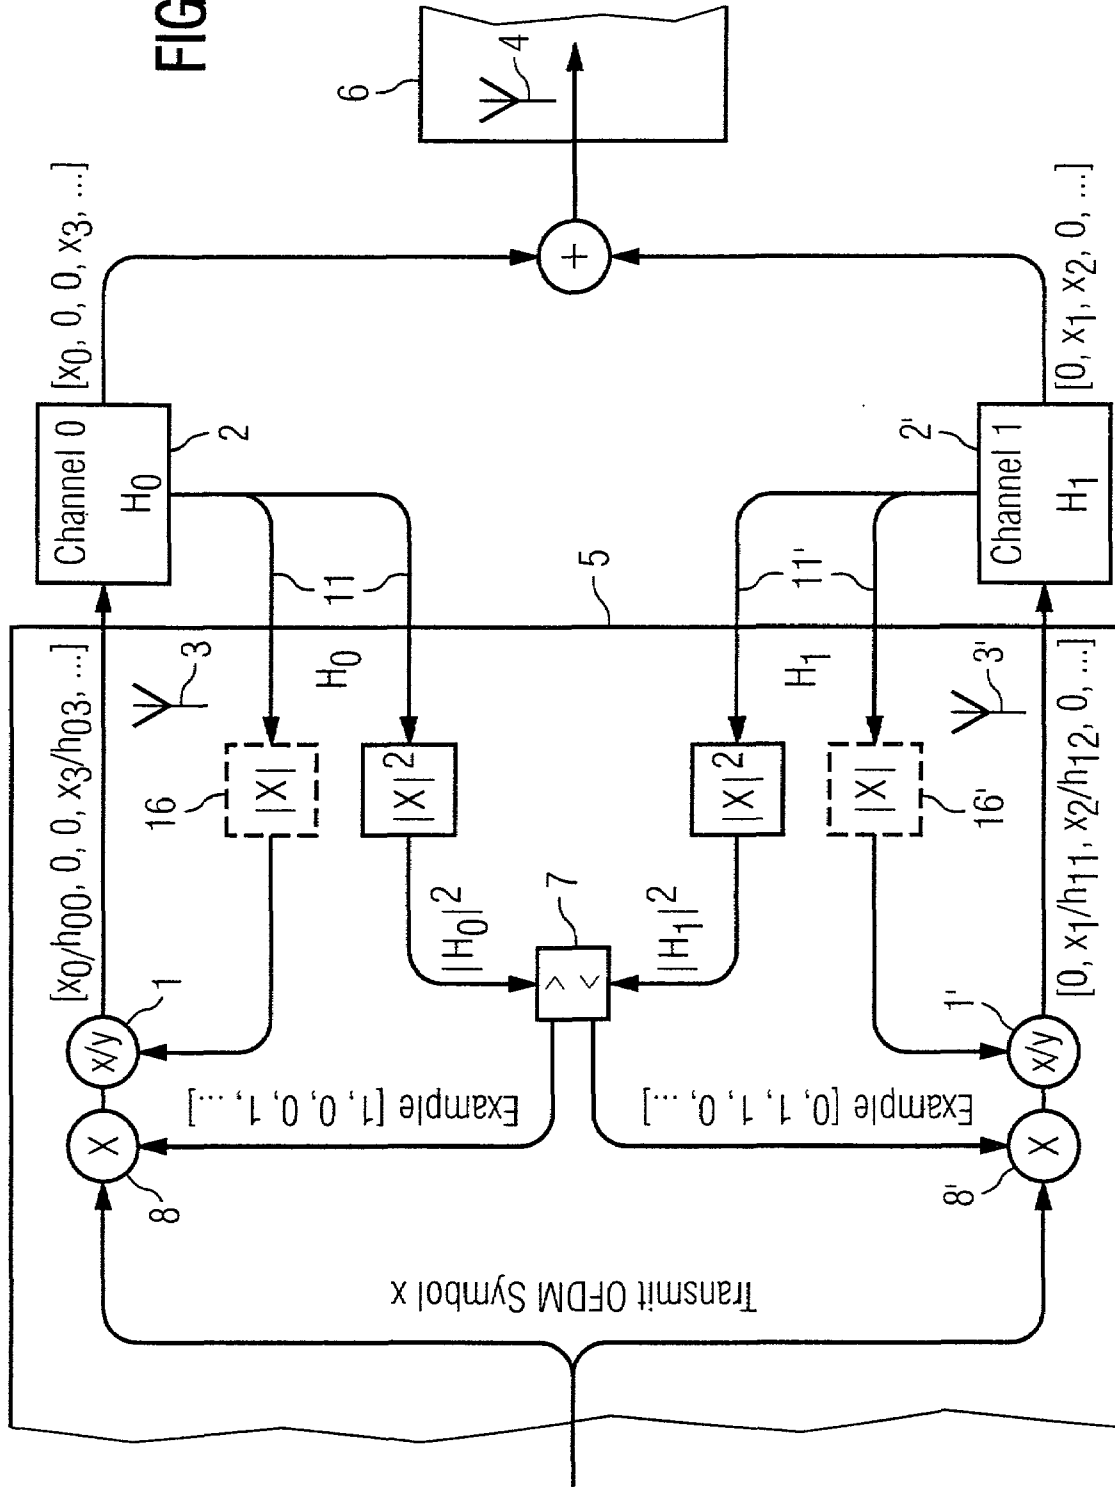 FIG
Channel 0
H0
2
[x0, 0, 0, x3, ...]
6
4
+
[x0/h00, 0, 0, x3/h03, ...]
3
11
H0
5
16
|X|
|X|2
1
x/y
|H0|2
7
> <
X
8
Example [1, 0, 0, 1, ...]
Transmit OFDM Symbol x
Example [0, 1, 1, 0, ...]
|H1|2
|X|2
|X|
16'
H1
11'
3'
1'
x/y
X
8'
[0, x1/h11, x2/h12, 0, ...]
Channel 1
H1
2'
[0, x1, x2, 0, ...]